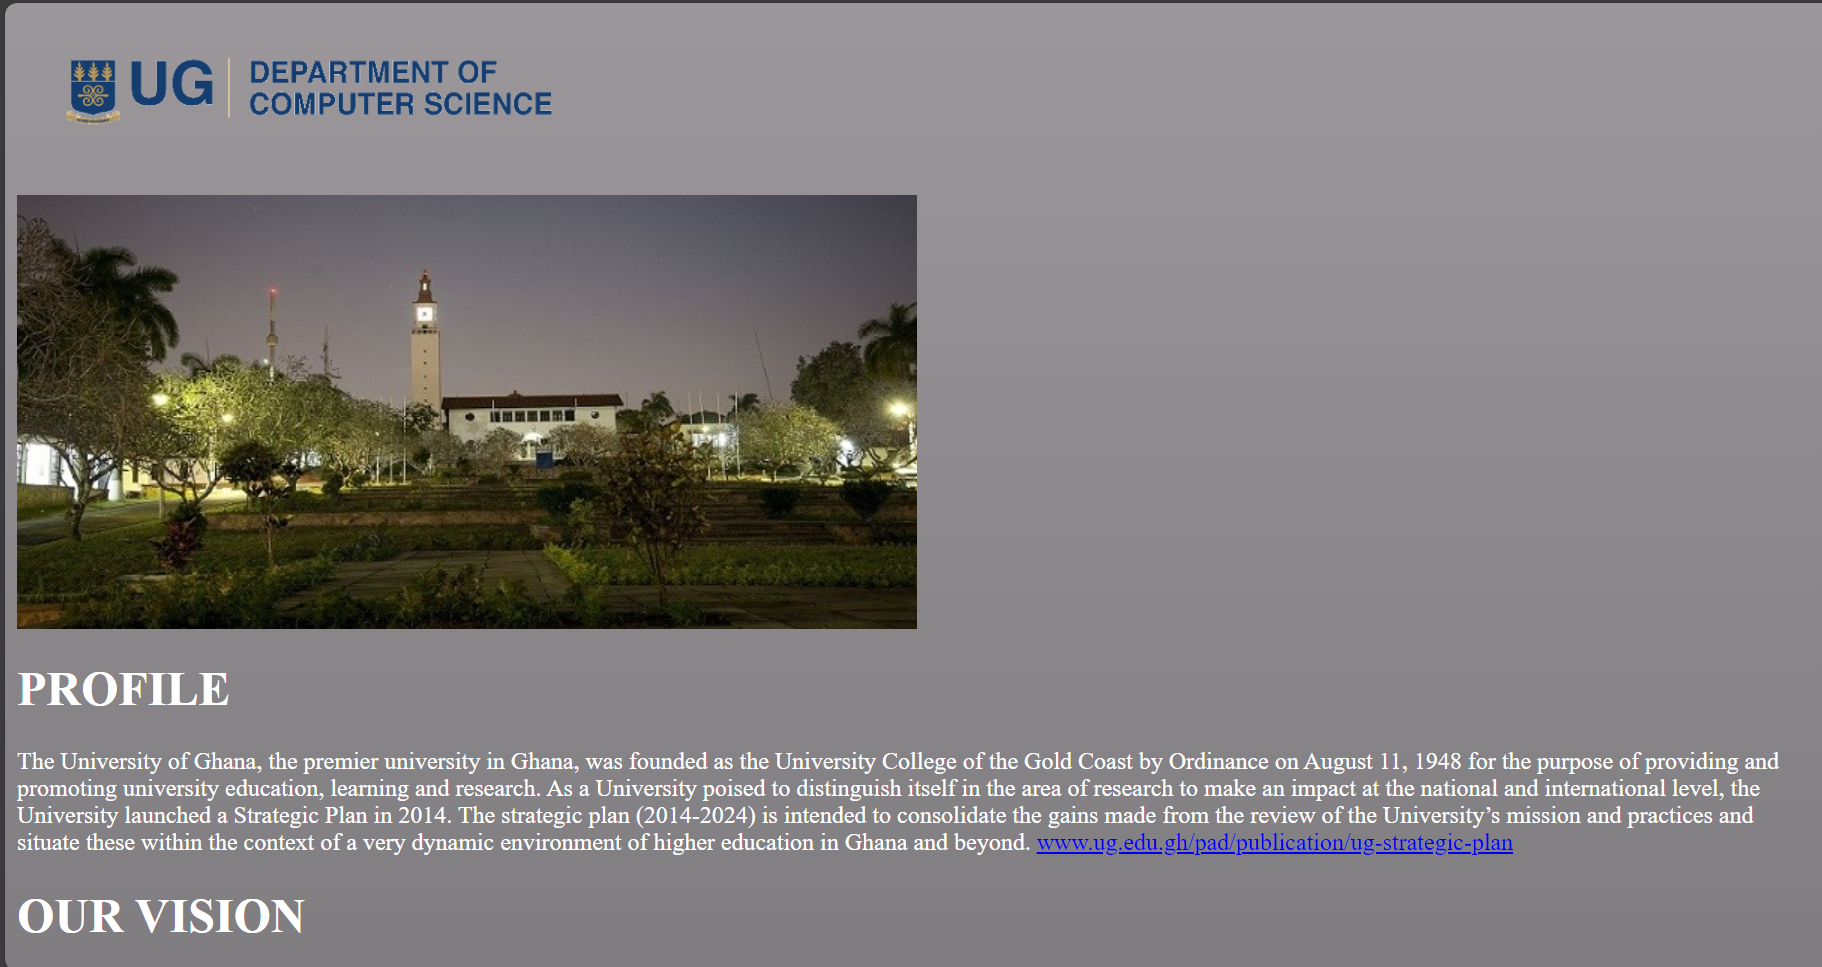 UG
DEPARTMENT OF
COMPUTER SCIENCE
PROFILE
The University of Ghana, the premier university in Ghana, was founded as the University College of the Gold Coast by Ordinance on August 11, 1948 for the purpose of providing and
promoting university education, learning and research. As a University poised to distinguish itself in the area of research to make an impact at the national and international level, the
University launched a Strategic Plan in 2014. The strategic plan (2014-2024) is intended to consolidate the gains made from the review of the University’s mission and practices and
situate these within the context of a very dynamic environment of higher education in Ghana and beyond. www.ug.edu.gh/pad/publication/ug-strategic-plan
OUR VISION